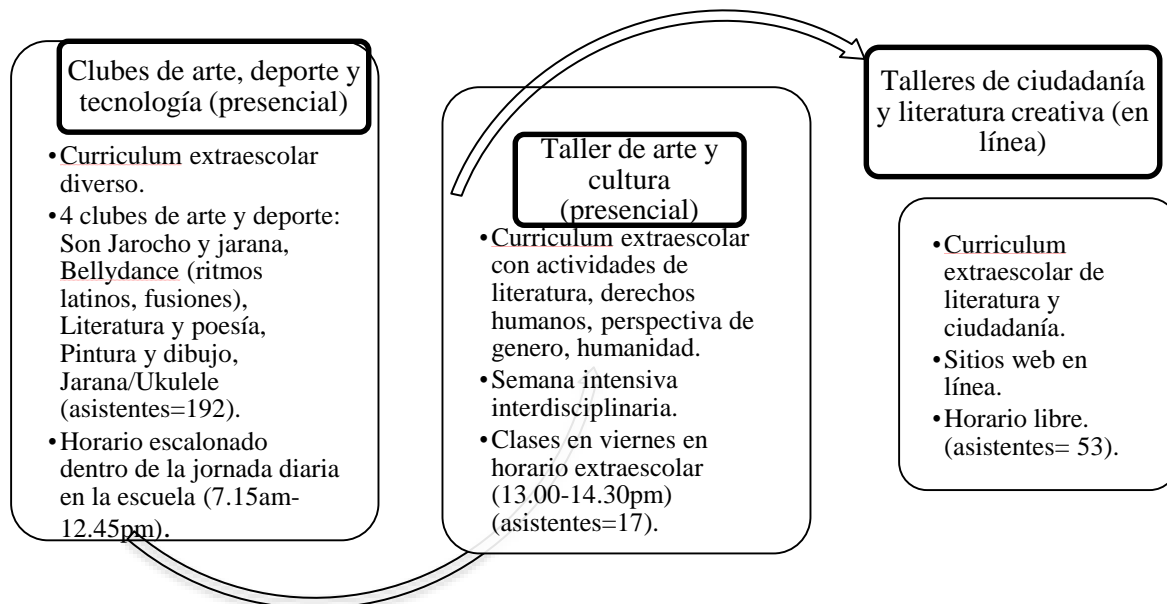 Clubes de arte, deporte y
tecnología (presencial)
•Curriculum extraescolar
diverso.
•4 clubes de arte y deporte:
Son Jarocho y jarana,
Bellydance (ritmos
latinos, fusiones),
Literatura y poesía,
Pintura y dibujo,
Jarana/Ukulele
(asistentes=192).
•Horario escalonado
dentro de la jornada diaria
en la escuela (7.15am-
12.45pm).
Taller de arte y
cultura
(presencial)
•Curriculum extraescolar
con actividades de
literatura, derechos
humanos, perspectiva de
genero, humanidad.
•Semana intensiva
interdisciplinaria.
•Clases en viernes en
horario extraescolar
(13.00-14.30pm)
(asistentes=17).
Talleres de ciudadanía
y literatura creativa (en
línea)
•Curriculum
extraescolar de
literatura y
ciudadanía.
•Sitios web en
línea.
•Horario libre.
(asistentes= 53).